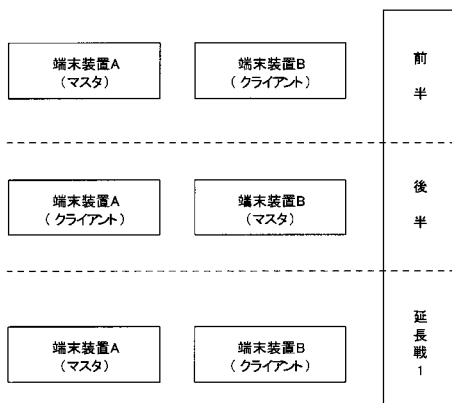 端末装置A
(マスタ)
端末装置B
(クライアント)
前半
端末装置A
(クライアント)
端末装置B
(マスタ)
後半
端末装置A
(マスタ)
端末装置B
(クライアント)
延長戦1